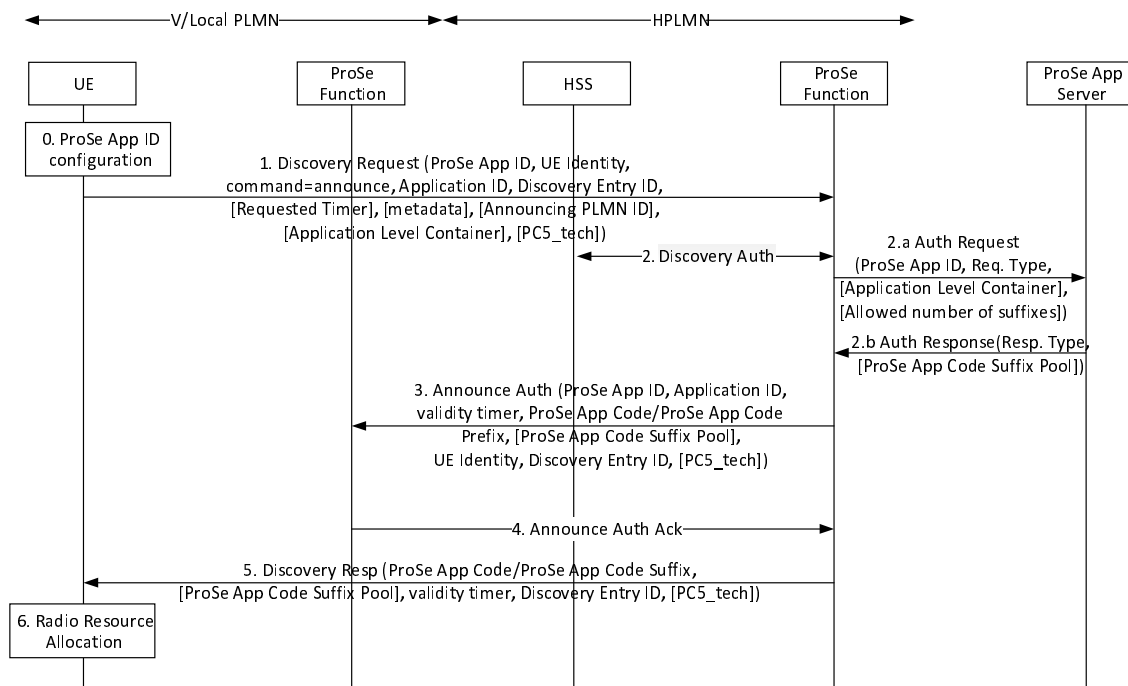 V/Local PLMN
HPLMN
UE
ProSe
Function
HSS
ProSe
Function
ProSe App
Server
0. ProSe App ID
configuration
1. Discovery Request (ProSe App ID, UE Identity,
command=announce, Application ID, Discovery Entry ID,
[Requested Timer], [metadata], [Announcing PLMN ID],
[Application Level Container], [PC5_tech])
2. Discovery Auth
2.a Auth Request
(ProSe App ID, Req. Type,
[Application Level Container],
[Allowed number of suffixes])
2.b Auth Response(Resp. Type,
[ProSe App Code Suffix Pool])
3. Announce Auth (ProSe App ID, Application ID,
validity timer, ProSe App Code/ProSe App Code
Prefix, [ProSe App Code Suffix Pool],
UE Identity, Discovery Entry ID, [PC5_tech])
4. Announce Auth Ack
5. Discovery Resp (ProSe App Code/ProSe App Code Suffix,
[ProSe App Code Suffix Pool], validity timer, Discovery Entry ID, [PC5_tech])
6. Radio Resource
Allocation